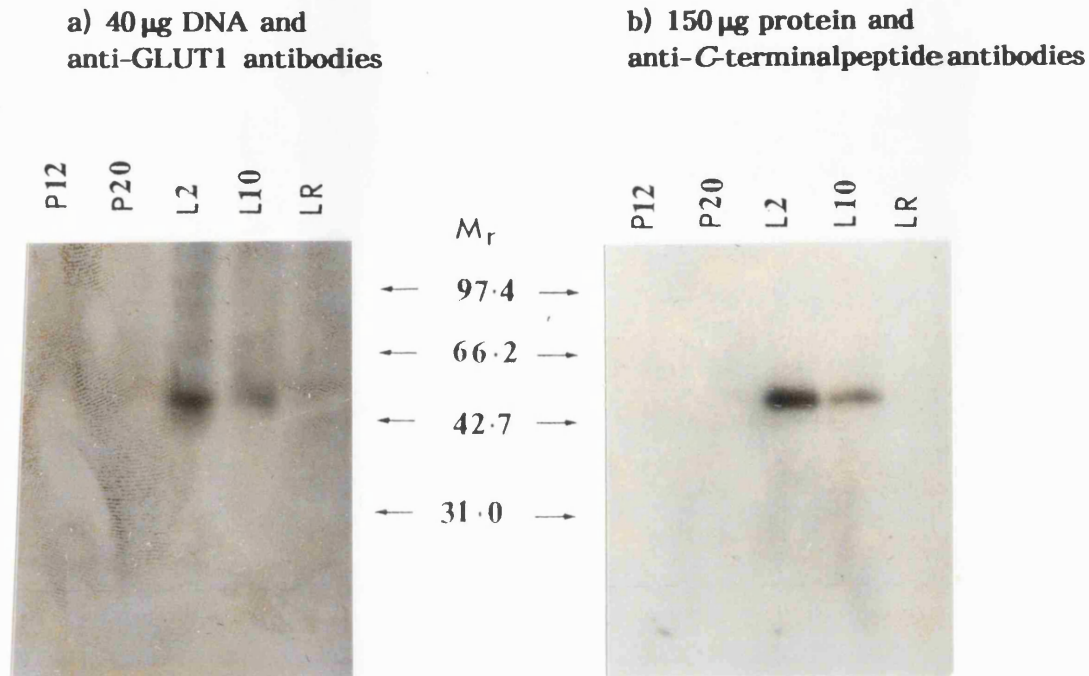 a) 40 µg DNA and
anti-GLUT1 antibodies
b) 150 µg protein and
anti-C-terminalpeptide antibodies
P12
P20
L2
L10
LR
Mr
97·4
66·2
42·7
31·0
P12
P20
L2
L10
LR